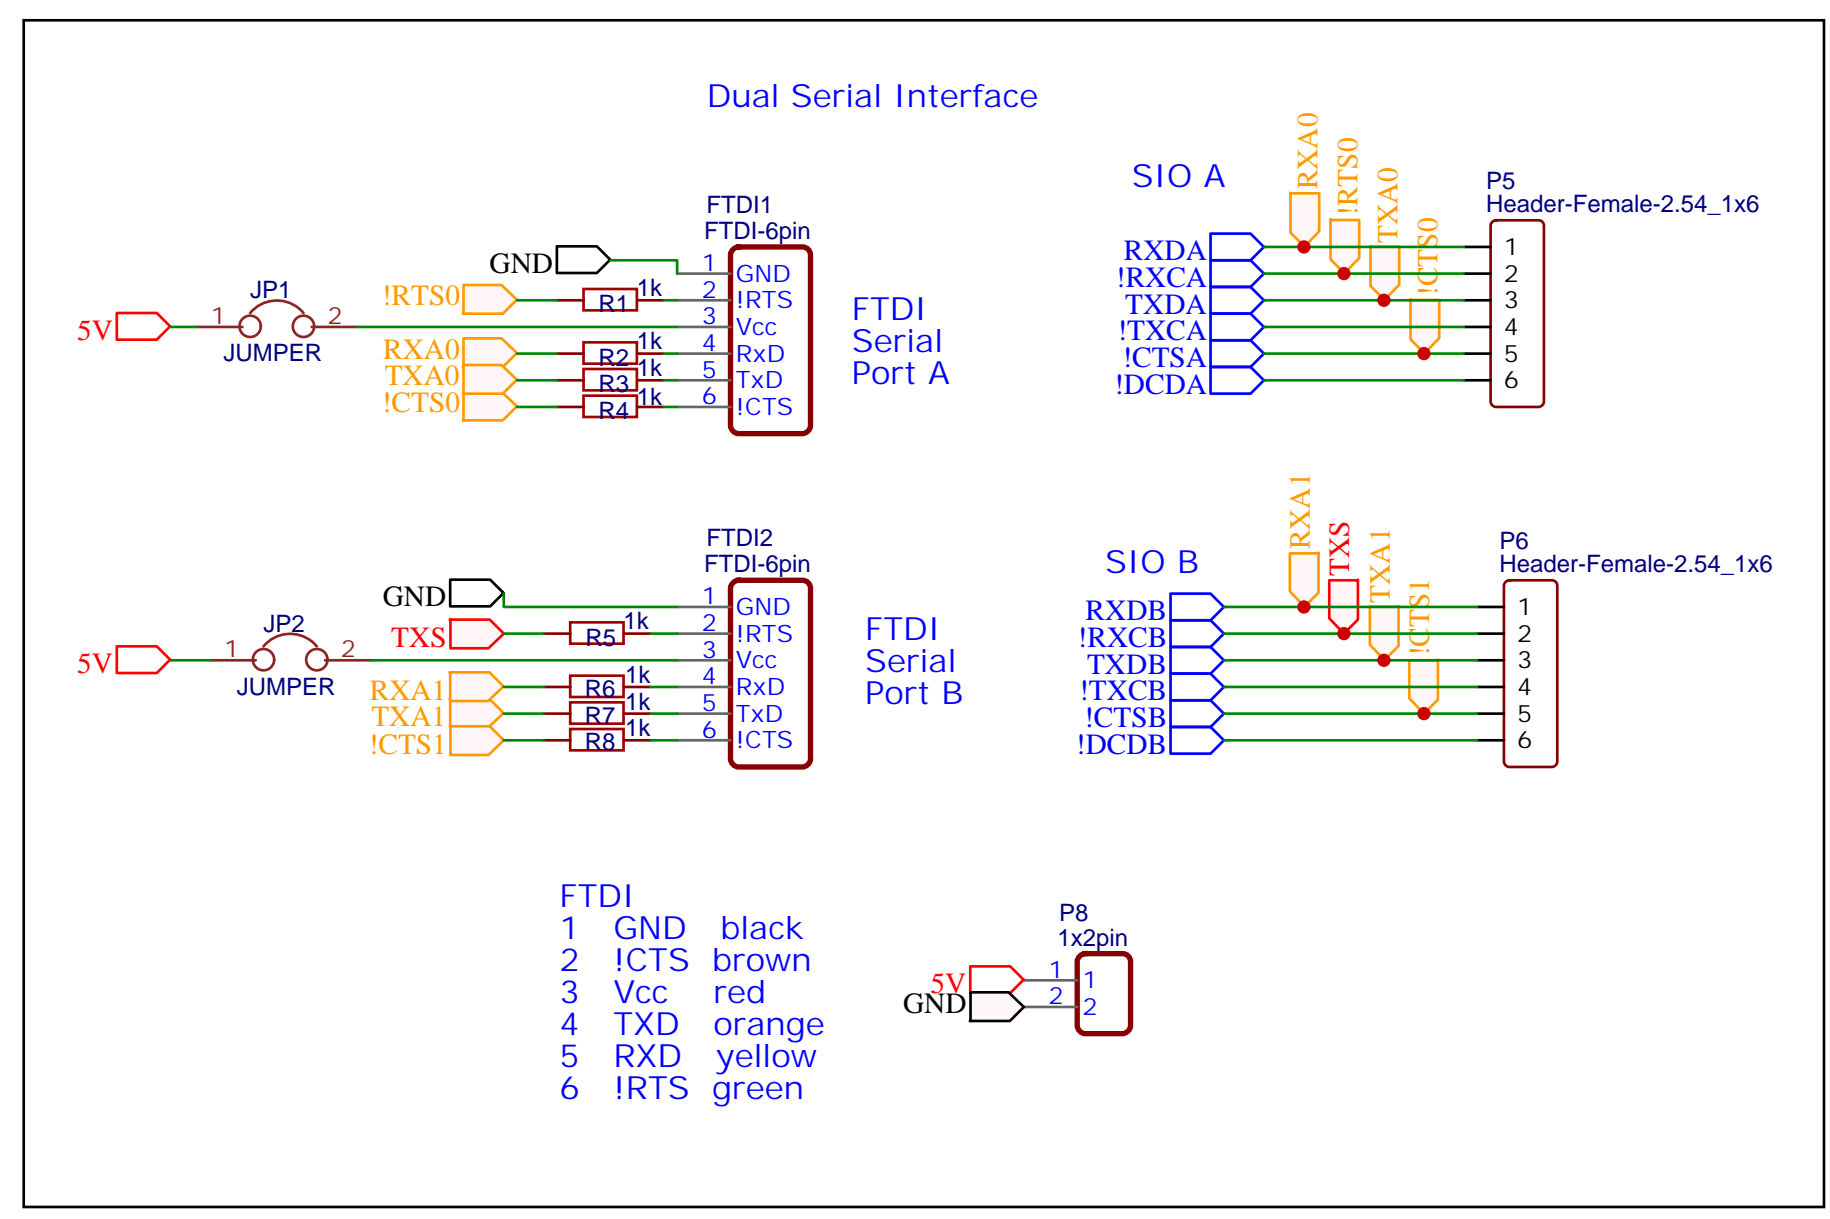 Dual Serial Interface
FTDI1
FTDI-6pin
GND
1 GND
!RTS0 R1 1k 2 !RTS
5V 1 JP1 2 3 Vcc
JUMPER
RXA0 R2 1k 4 RxD
TXA0 R3 1k 5 TxD
!CTS0 R4 1k 6 !CTS
FTDI
Serial
Port A
SIO A
RXA0
!RTS0
TXA0
!CTS0
P5
Header-Female-2.54_1x6
RXDA 1
!RXCA 2
TXDA 3
!TXCA 4
!CTSA 5
!DCDA 6
FTDI2
FTDI-6pin
GND 1 GND
TXS R5 1k 2 !RTS
5V 1 JP2 2 3 Vcc
JUMPER
RXA1 R6 1k 4 RxD
TXA1 R7 1k 5 TxD
!CTS1 R8 1k 6 !CTS
FTDI
Serial
Port B
SIO B
RXA1
TXS
TXA1
!CTS1
P6
Header-Female-2.54_1x6
RXDB 1
!RXCB 2
TXDB 3
!TXCB 4
!CTSB 5
!DCDB 6
FTDI
1 GND black
2 !CTS brown
3 Vcc red
4 TXD orange
5 RXD yellow
6 !RTS green
P8
1x2pin
5V 1 1
GND 2 2